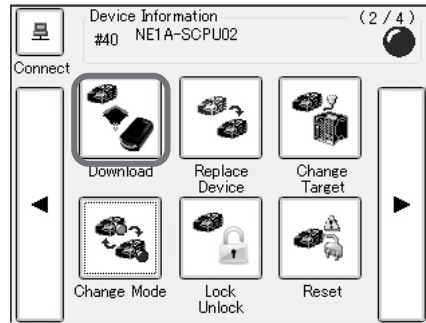 Device Information
(2/4)
#40 NE1A-SCPU02
Connect
Download
Replace
Device
Change
Target
Change Mode
Lock
Unlock
Reset